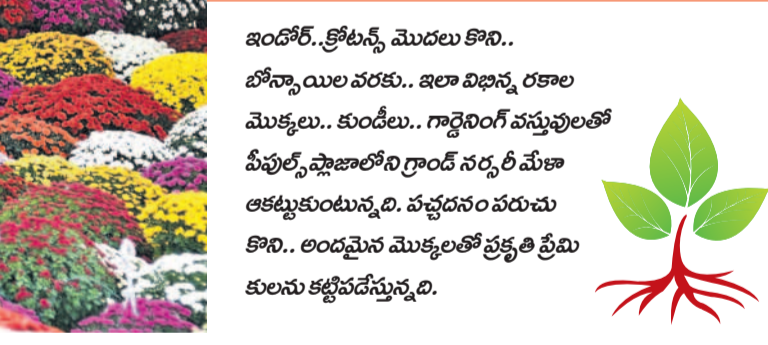 ఇండోర్..క్రోటన్స్ మొదలు కొని..
బోన్సాయిల వరకు.. ఇలా విభిన్న రకాల
మొక్కలు.. కుండీలు.. గార్డెనింగ్ వస్తువులతో
పీపుల్స్‌ప్లాజాలోని గ్రాండ్ నర్సరీ మేళా
ఆకట్టుకుంటున్నది. పచ్చదనం పరుచు
కొని.. అందమైన మొక్కలతో ప్రకృతి ప్రేమి
కులను కట్టిపడేస్తున్నది.